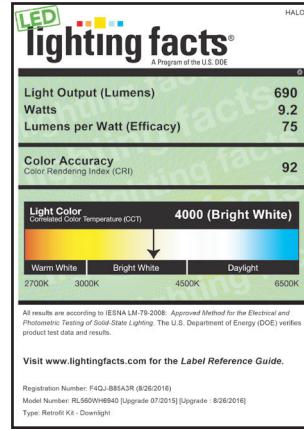 HALO
LED
lighting facts®
A Program of the U.S. DOE
Light Output (Lumens) 690
Watts 9.2
Lumens per Watt (Efficacy) 75
Color Accuracy 92
Color Rendering Index (CRI)
Light Color
Correlated Color Temperature (CCT) 4000 (Bright White)
Warm White Bright White Daylight
2700K 3000K 4500K 6500K
All results are according to IESNA LM-79-2008: Approved Method for the Electrical and
Photometric Testing of Solid-State Lighting. The U.S. Department of Energy (DOE) verifies
product test data and results.
Visit www.lightingfacts.com for the Label Reference Guide.
Registration Number: F4QJ-B85A3R (8/26/2016)
Model Number: RL560WH6940 [Upgrade 07/2015] [Upgrade : 8/26/2016]
Type: Retrofit Kit - Downlight